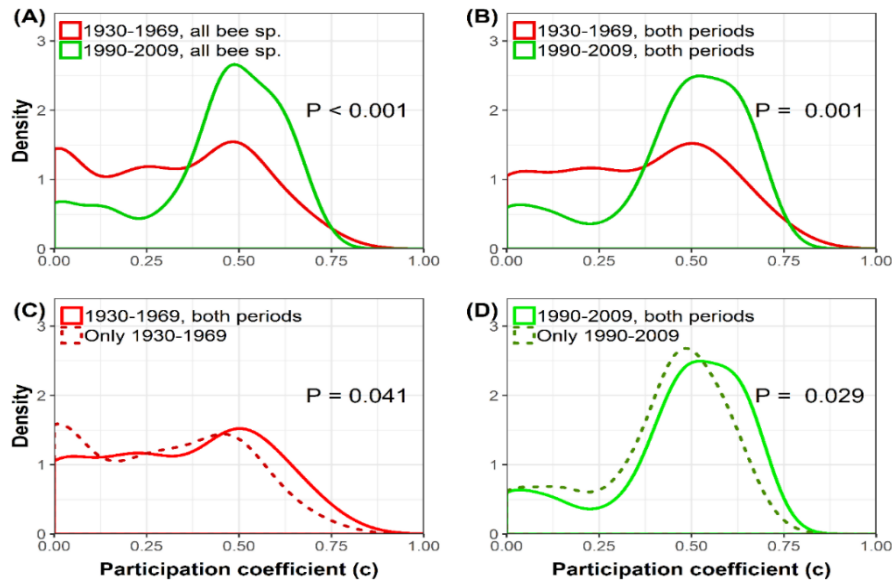 (A)
1930-1969, all bee sp.
1990-2009, all bee sp.
P < 0.001
Density
3
2
1
0
0.00 0.25 0.50 0.75 1.00
(B)
1930-1969, both periods
1990-2009, both periods
P = 0.001
3
2
1
0
0.00 0.25 0.50 0.75 1.00
(C)
1930-1969, both periods
Only 1930-1969
P = 0.041
Density
3
2
1
0
0.00 0.25 0.50 0.75 1.00
Participation coefficient (c)
(D)
1990-2009, both periods
Only 1990-2009
P = 0.029
3
2
1
0
0.00 0.25 0.50 0.75 1.00
Participation coefficient (c)